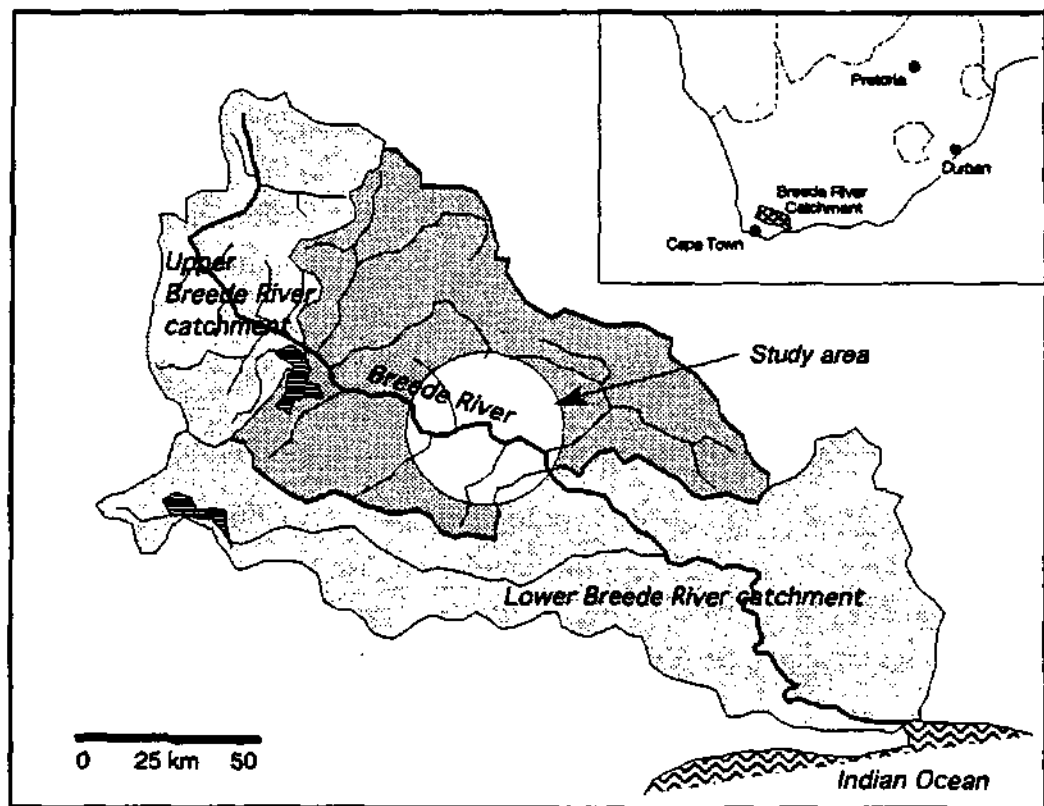 Pretoria
Durban
Breede River
Catchment
Cape Town
Upper
Breede River
catchment
Study area
Breede River
Lower Breede River catchment
0 25 km 50
Indian Ocean